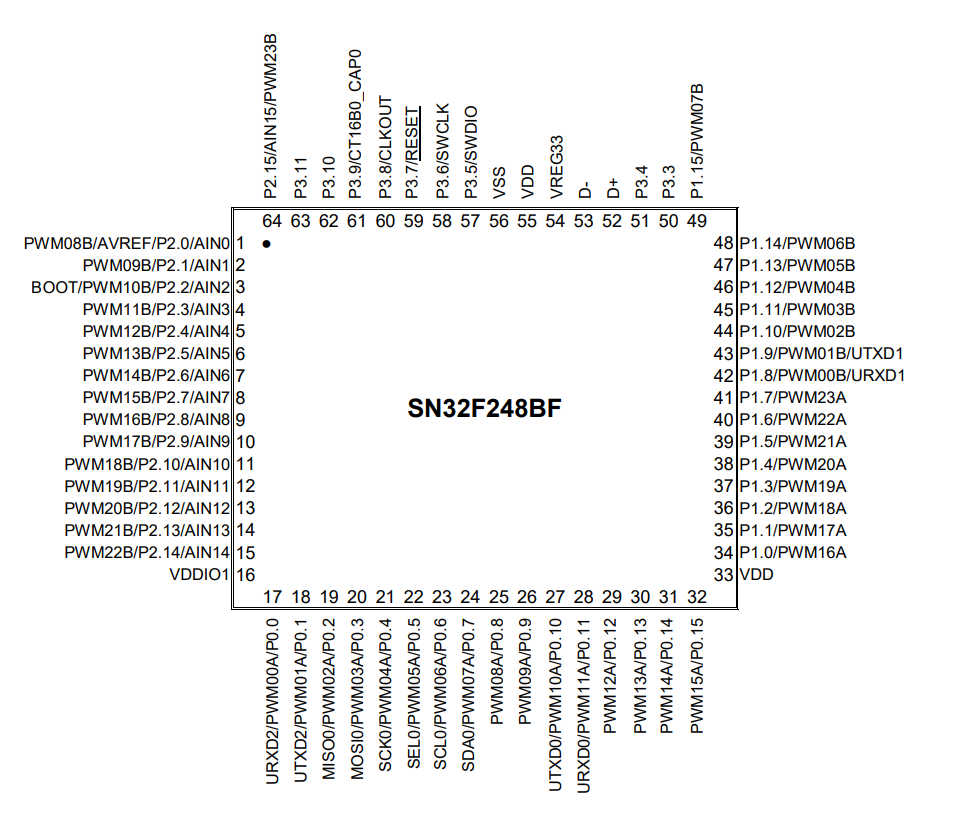 P2.15/AIN15/PWM23B
P3.11
P3.10
P3.9/CT16B0_CAP0
P3.8/CLKOUT
P3.7/RESET
P3.6/SWCLK
P3.5/SWDIO
VSS
VDD
VREG33
D-
D+
P3.4
P3.3
P1.15/PWM07B
64 63 62 61 60 59 58 57 56 55 54 53 52 51 50 49
PWM08B/AVREF/P2.0/AIN0 1 48 P1.14/PWM06B
PWM09B/P2.1/AIN1 2 47 P1.13/PWM05B
BOOT/PWM10B/P2.2/AIN2 3 46 P1.12/PWM04B
PWM11B/P2.3/AIN3 4 45 P1.11/PWM03B
PWM12B/P2.4/AIN4 5 44 P1.10/PWM02B
PWM13B/P2.5/AIN5 6 43 P1.9/PWM01B/UTXD1
PWM14B/P2.6/AIN6 7 42 P1.8/PWM00B/URXD1
PWM15B/P2.7/AIN7 8 41 P1.7/PWM23A
SN32F248BF
PWM16B/P2.8/AIN8 9 40 P1.6/PWM22A
PWM17B/P2.9/AIN9 10 39 P1.5/PWM21A
PWM18B/P2.10/AIN10 11 38 P1.4/PWM20A
PWM19B/P2.11/AIN11 12 37 P1.3/PWM19A
PWM20B/P2.12/AIN12 13 36 P1.2/PWM18A
PWM21B/P2.13/AIN13 14 35 P1.1/PWM17A
PWM22B/P2.14/AIN14 15 34 P1.0/PWM16A
VDDIO1 16 33 VDD
17 18 19 20 21 22 23 24 25 26 27 28 29 30 31 32
URXD2/PWM00A/P0.0
UTXD2/PWM01A/P0.1
MISO0/PWM02A/P0.2
MOSI0/PWM03A/P0.3
SCK0/PWM04A/P0.4
SEL0/PWM05A/P0.5
SCL0/PWM06A/P0.6
SDA0/PWM07A/P0.7
PWM08A/P0.8
PWM09A/P0.9
UTXD0/PWM10A/P0.10
URXD0/PWM11A/P0.11
PWM12A/P0.12
PWM13A/P0.13
PWM14A/P0.14
PWM15A/P0.15